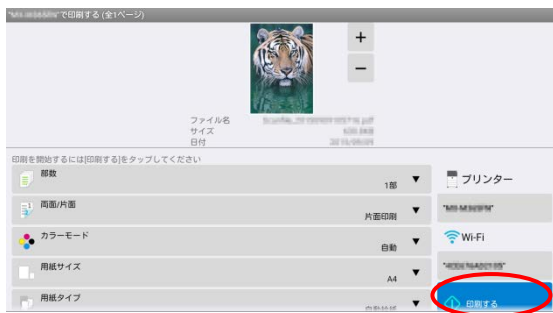 で印刷する (全1ページ)
+
−
ファイル名
サイズ
日付
印刷を開始するには[印刷する]をタップしてください
部数
1部
両面/片面
片面印刷
カラーモード
自動
用紙サイズ
A4
用紙タイプ
プリンター
Wi-Fi
印刷する